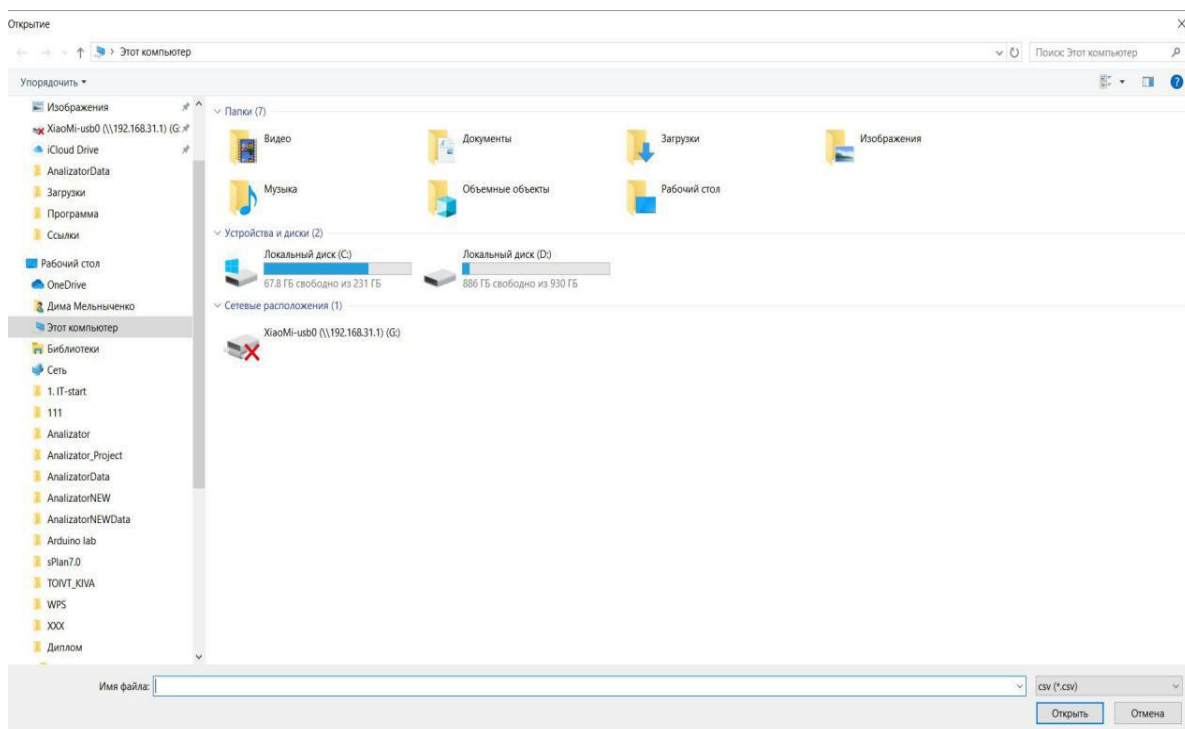 Открытие
Этот компьютер
Поиск: Этот компьютер
Упорядочить
Изображения
XiaoMi-usb0 (\\192.168.31.1) (G:
iCloud Drive
AnalizatorData
Загрузки
Программа
Ссылки
Рабочий стол
OneDrive
Дима Мельныченко
Этот компьютер
Библиотеки
Сеть
1. IT-start
111
Analizator
Analizator_Project
AnalizatorData
AnalizatorNEW
AnalizatorNEWData
Arduino lab
sPlan7.0
TOIVT_KIVA
WPS
XXX
Диплом
Папки (7)
Видео
Документы
Загрузки
Изображения
Музыка
Объемные объекты
Рабочий стол
Устройства и диски (2)
Локальный диск (C:)
67.8 ГБ свободно из 231 ГБ
Локальный диск (D:)
886 ГБ свободно из 930 ГБ
Сетевые расположения (1)
XiaoMi-usb0 (\\192.168.31.1) (G:)
Имя файла:
csv (*.csv)
Открыть
Отмена